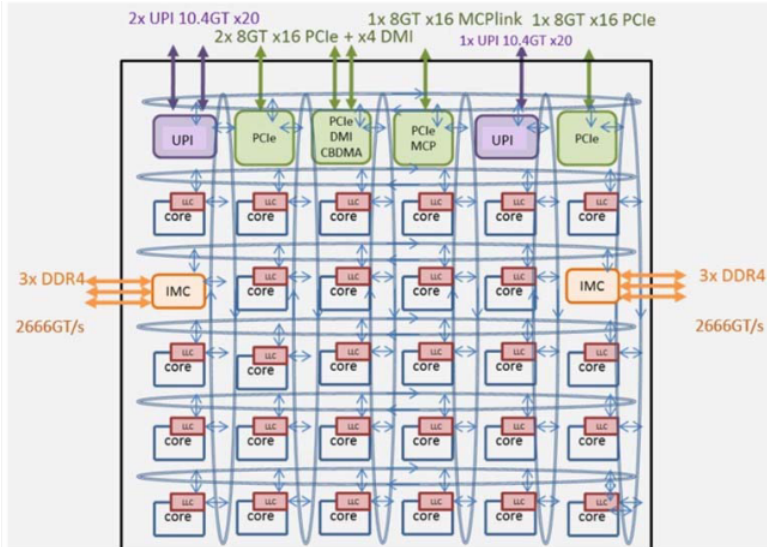 2x UPI 10.4GT x20
2x 8GT x16 PCIe + x4 DMI
1x 8GT x16 MCPlink
1x 8GT x16 PCIe
1x UPI 10.4GT x20
UPI
PCIe
PCIe
DMI
CBDMA
PCIe
MCP
UPI
PCIe
LLC LLC LLC LLC LLC LLC
core core core core core core
3x DDR4
IMC
LLC LLC LLC LLC
core core core core
IMC
3x DDR4
2666GT/s
2666GT/s
LLC LLC LLC LLC LLC LLC
core core core core core core
LLC LLC LLC LLC LLC LLC
core core core core core core
LLC LLC LLC LLC LLC LLC
core core core core core core